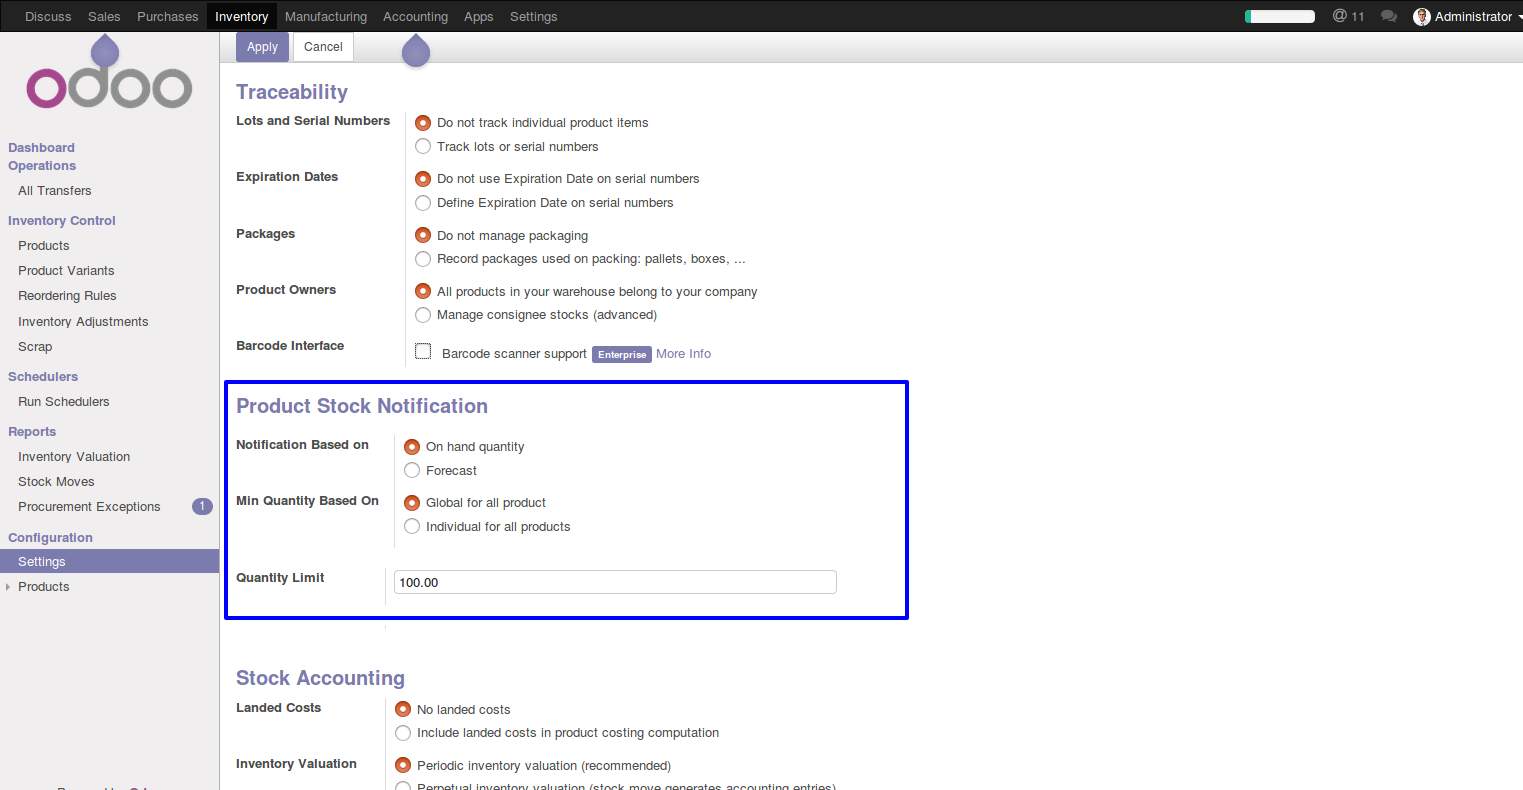 Discuss Sales Purchases Inventory Manufacturing Accounting Apps Settings @ 11 Administrator
Apply Cancel
odoo
Dashboard
Operations
All Transfers
Inventory Control
Products
Product Variants
Reordering Rules
Inventory Adjustments
Scrap
Schedulers
Run Schedulers
Reports
Inventory Valuation
Stock Moves
Procurement Exceptions 1
Configuration
Settings
Products
Traceability
Lots and Serial Numbers
Do not track individual product items
Track lots or serial numbers
Expiration Dates
Do not use Expiration Date on serial numbers
Define Expiration Date on serial numbers
Packages
Do not manage packaging
Record packages used on packing: pallets, boxes, ...
Product Owners
All products in your warehouse belong to your company
Manage consignee stocks (advanced)
Barcode Interface
Barcode scanner support Enterprise More Info
Product Stock Notification
Notification Based on
On hand quantity
Forecast
Min Quantity Based On
Global for all product
Individual for all products
Quantity Limit
100.00
Stock Accounting
Landed Costs
No landed costs
Include landed costs in product costing computation
Inventory Valuation
Periodic inventory valuation (recommended)
Perpetual inventory valuation (stock move generates accounting entries)